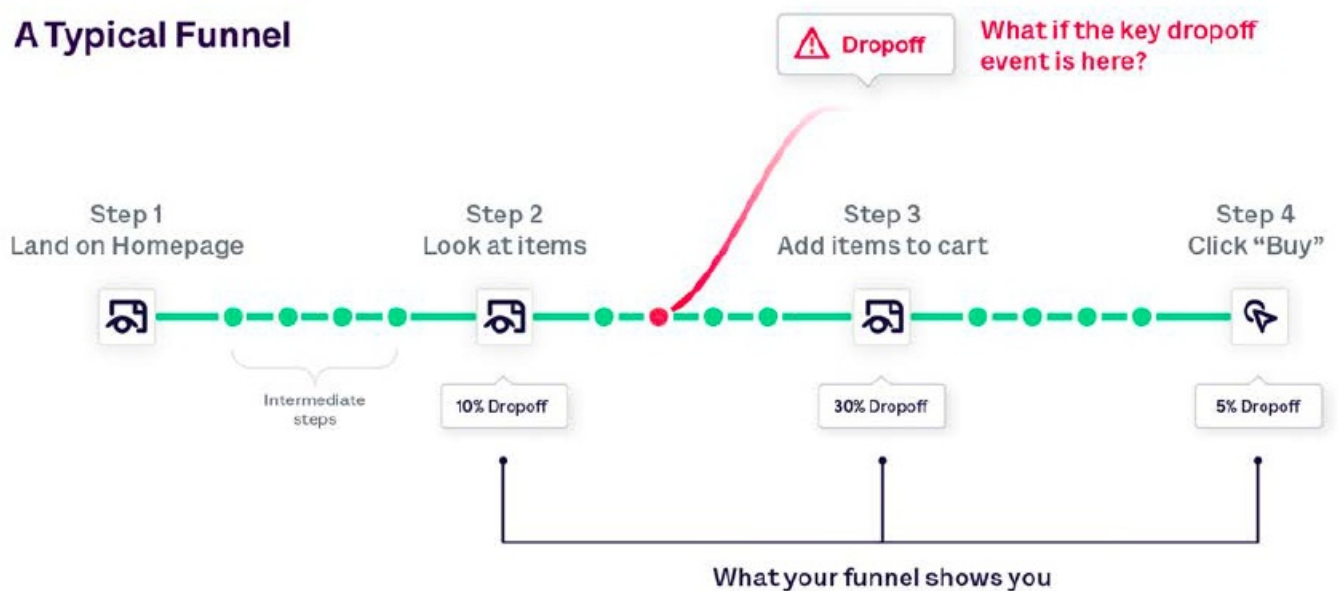 A Typical Funnel
Dropoff
What if the key dropoff
event is here?
Step 1
Land on Homepage
Step 2
Look at items
Step 3
Add items to cart
Step 4
Click “Buy”
Intermediate
steps
10% Dropoff
30% Dropoff
5% Dropoff
What your funnel shows you